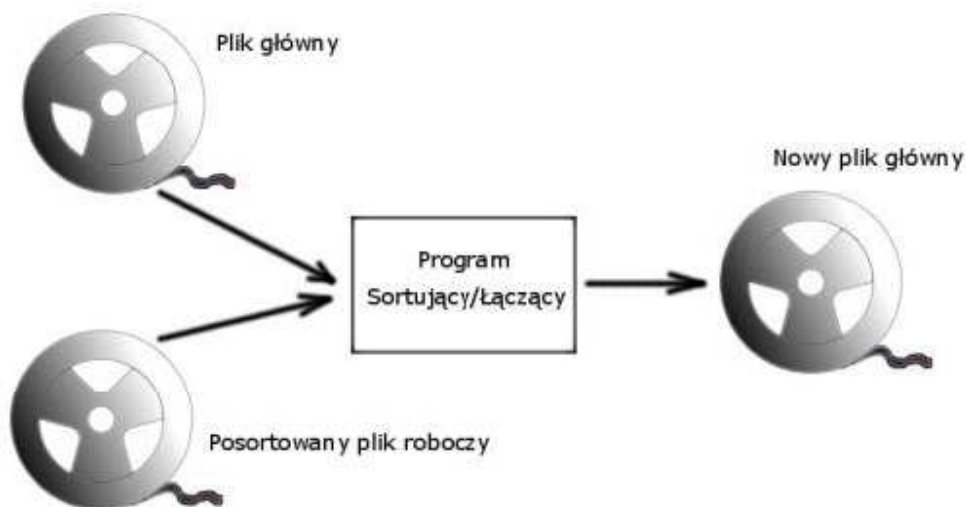 Plik główny
Nowy plik główny
Program
Sortujący/Łączący
Posortowany plik roboczy